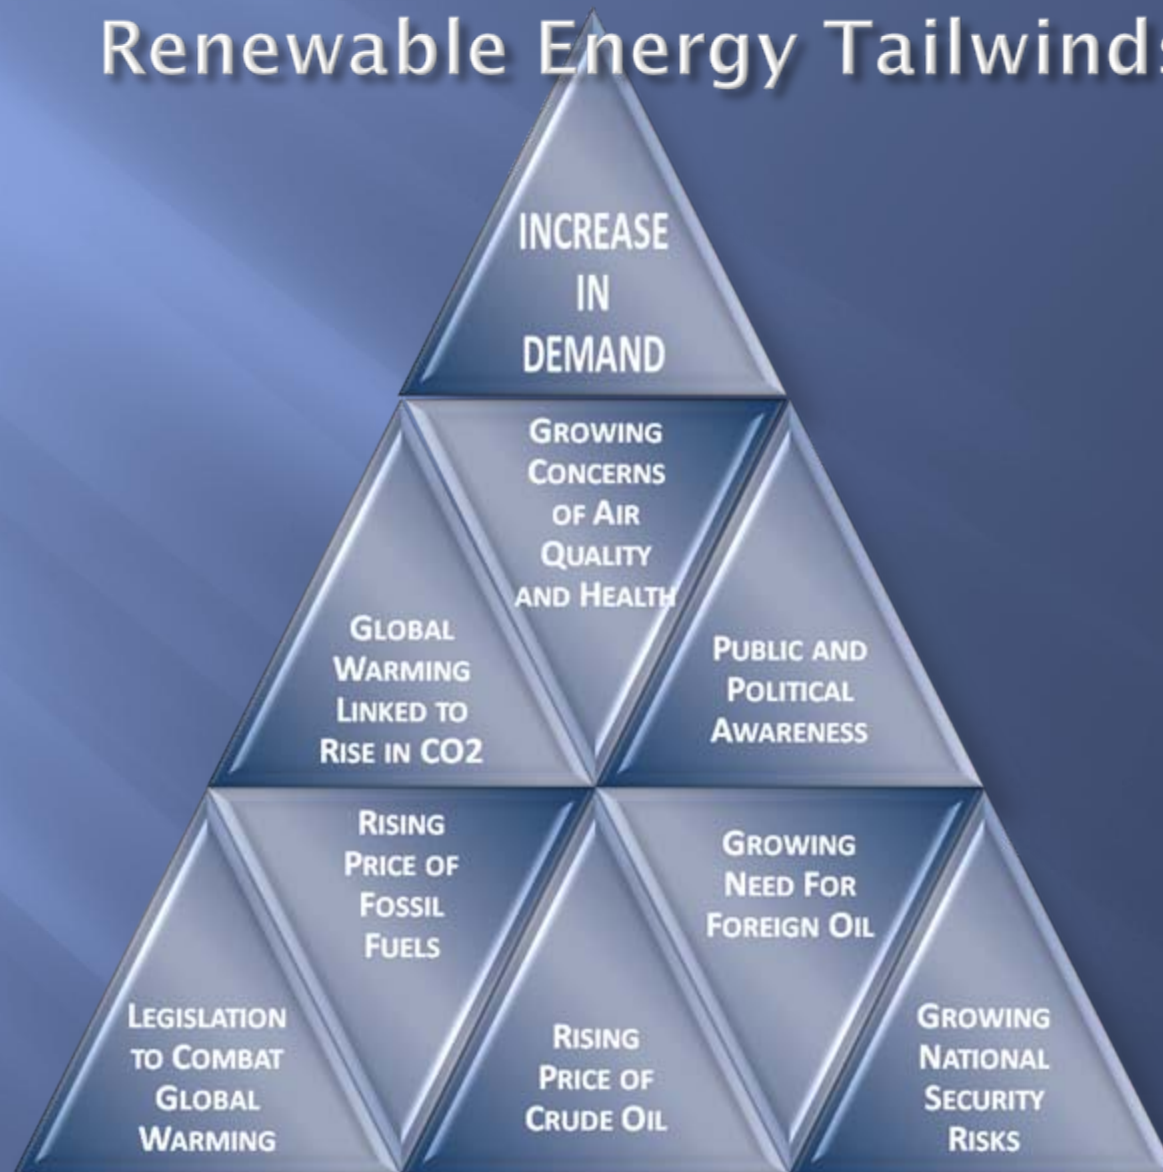 Renewable Energy Tailwinds
INCREASE
IN
DEMAND
GROWING
CONCERNS
OF AIR
QUALITY
AND HEALTH
GLOBAL
WARMING
LINKED TO
RISE IN CO2
PUBLIC AND
POLITICAL
AWARENESS
RISING
PRICE OF
FOSSIL
FUELS
GROWING
NEED FOR
FOREIGN OIL
LEGISLATION
TO COMBAT
GLOBAL
WARMING
RISING
PRICE OF
CRUDE OIL
GROWING
NATIONAL
SECURITY
RISKS